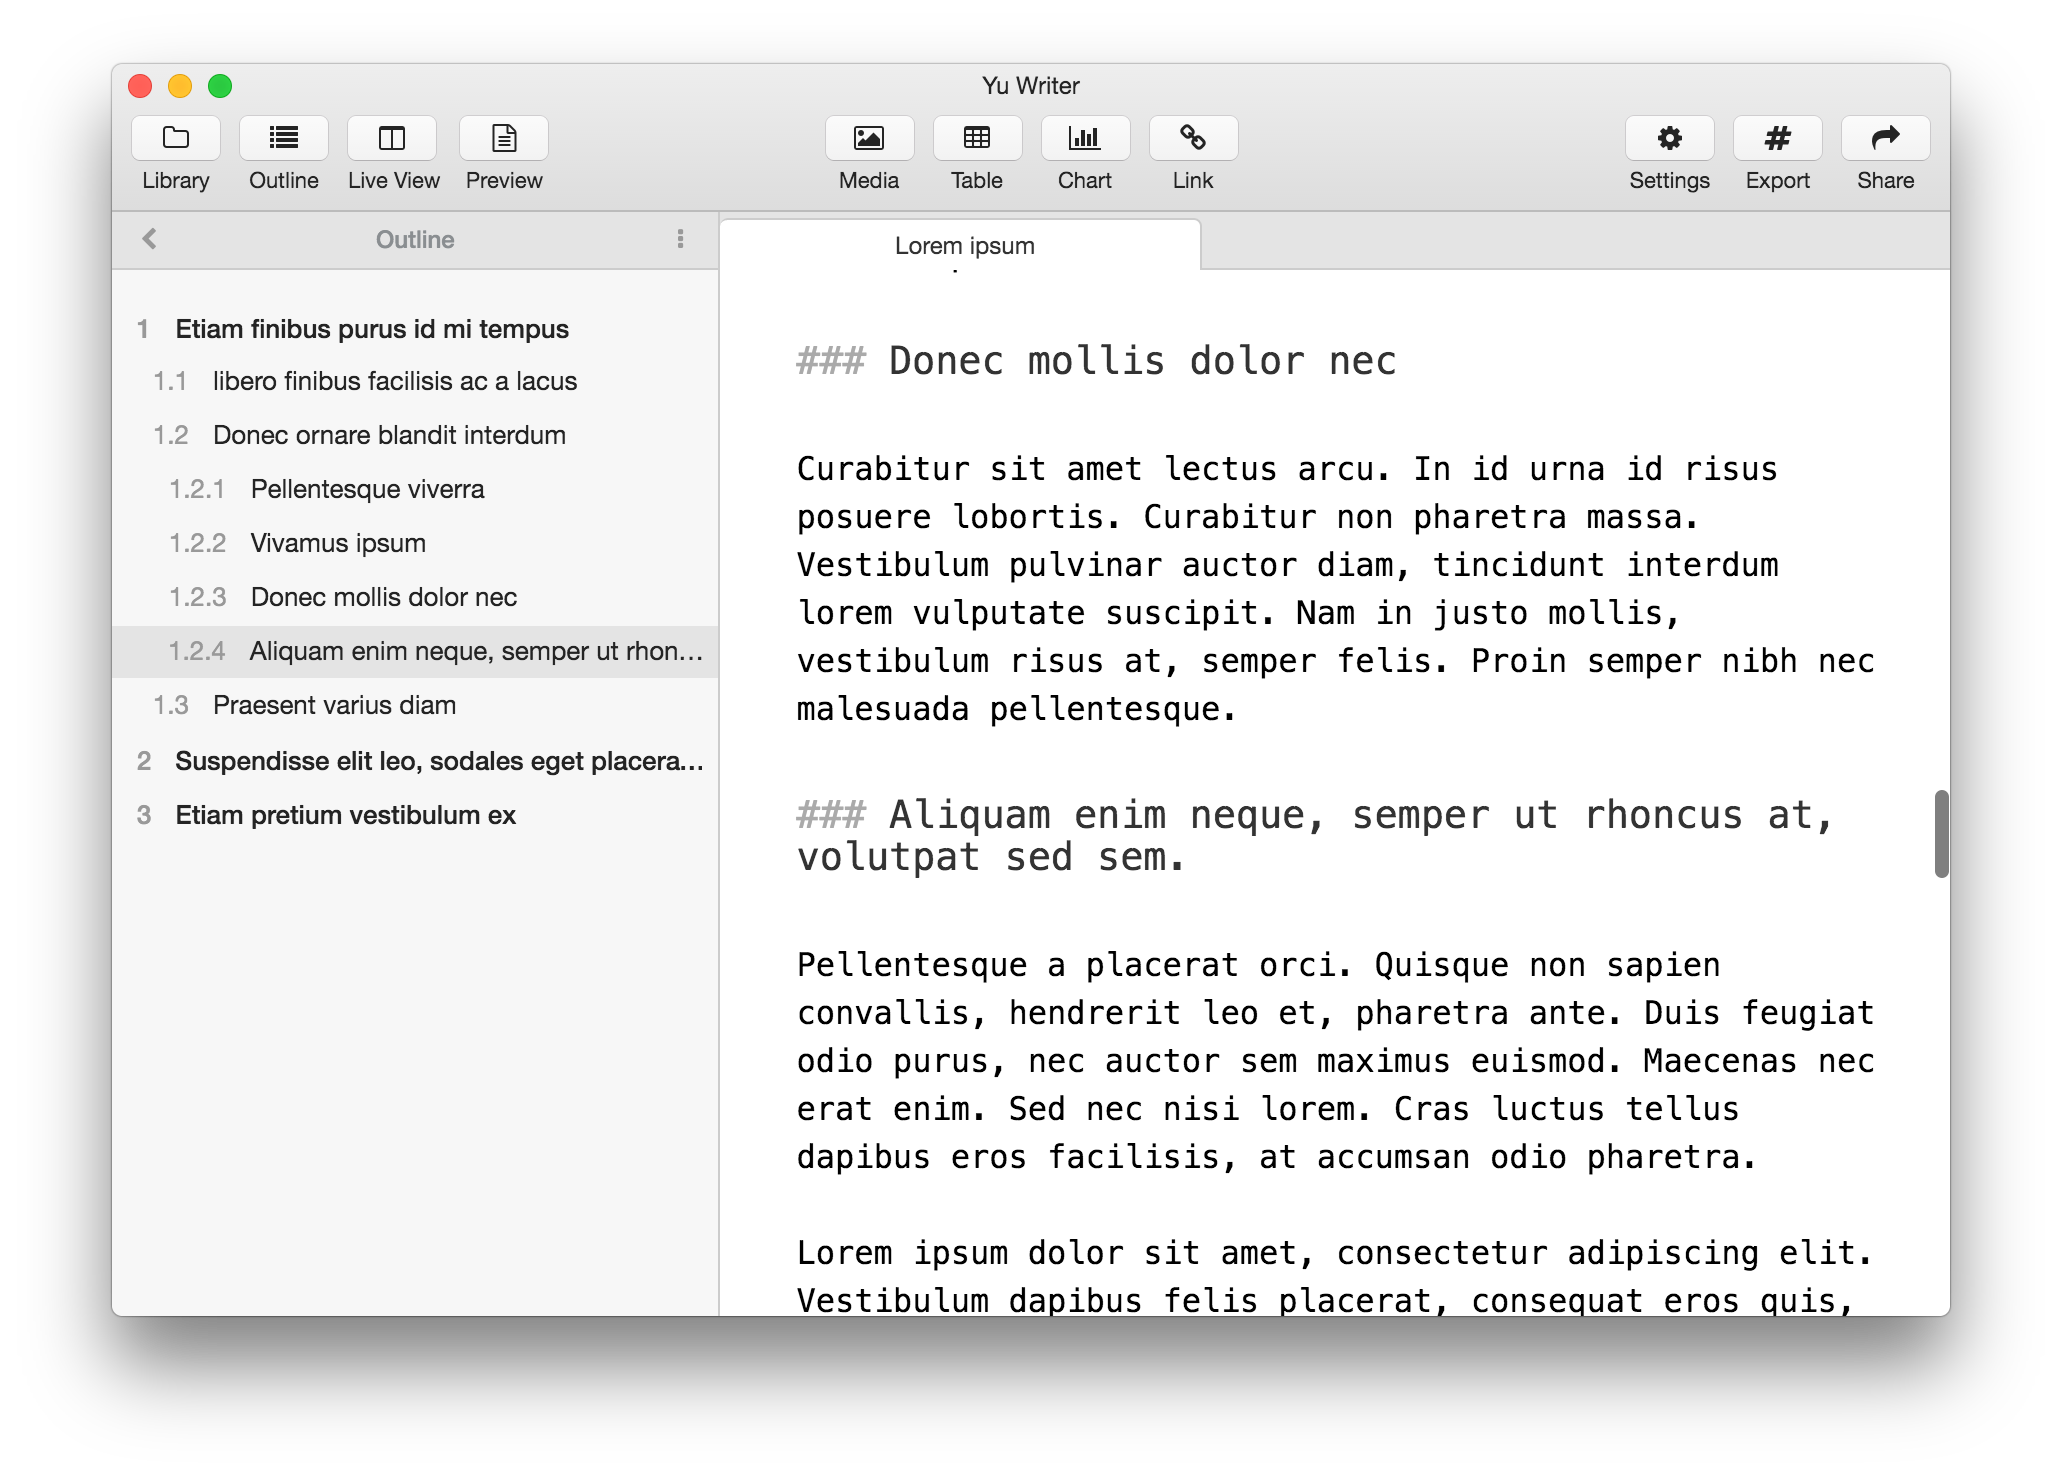 Yu Writer
Library
Outline
Live View
Preview
Media
Table
Chart
Link
Settings
Export
Share
Outline
Lorem ipsum
1 Etiam finibus purus id mi tempus
1.1 libero finibus facilisis ac a lacus
1.2 Donec ornare blandit interdum
1.2.1 Pellentesque viverra
1.2.2 Vivamus ipsum
1.2.3 Donec mollis dolor nec
1.2.4 Aliquam enim neque, semper ut rhon...
1.3 Praesent varius diam
2 Suspendisse elit leo, sodales eget placera...
3 Etiam pretium vestibulum ex
### Donec mollis dolor nec
Curabitur sit amet lectus arcu. In id urna id risus
posuere lobortis. Curabitur non pharetra massa.
Vestibulum pulvinar auctor diam, tincidunt interdum
lorem vulputate suscipit. Nam in justo mollis,
vestibulum risus at, semper felis. Proin semper nibh nec
malesuada pellentesque.
### Aliquam enim neque, semper ut rhoncus at,
volutpat sed sem.
Pellentesque a placerat orci. Quisque non sapien
convallis, hendrerit leo et, pharetra ante. Duis feugiat
odio purus, nec auctor sem maximus euismod. Maecenas nec
erat enim. Sed nec nisi lorem. Cras luctus tellus
dapibus eros facilisis, at accumsan odio pharetra.
Lorem ipsum dolor sit amet, consectetur adipiscing elit.
Vestibulum dapibus felis placerat, consequat eros quis,